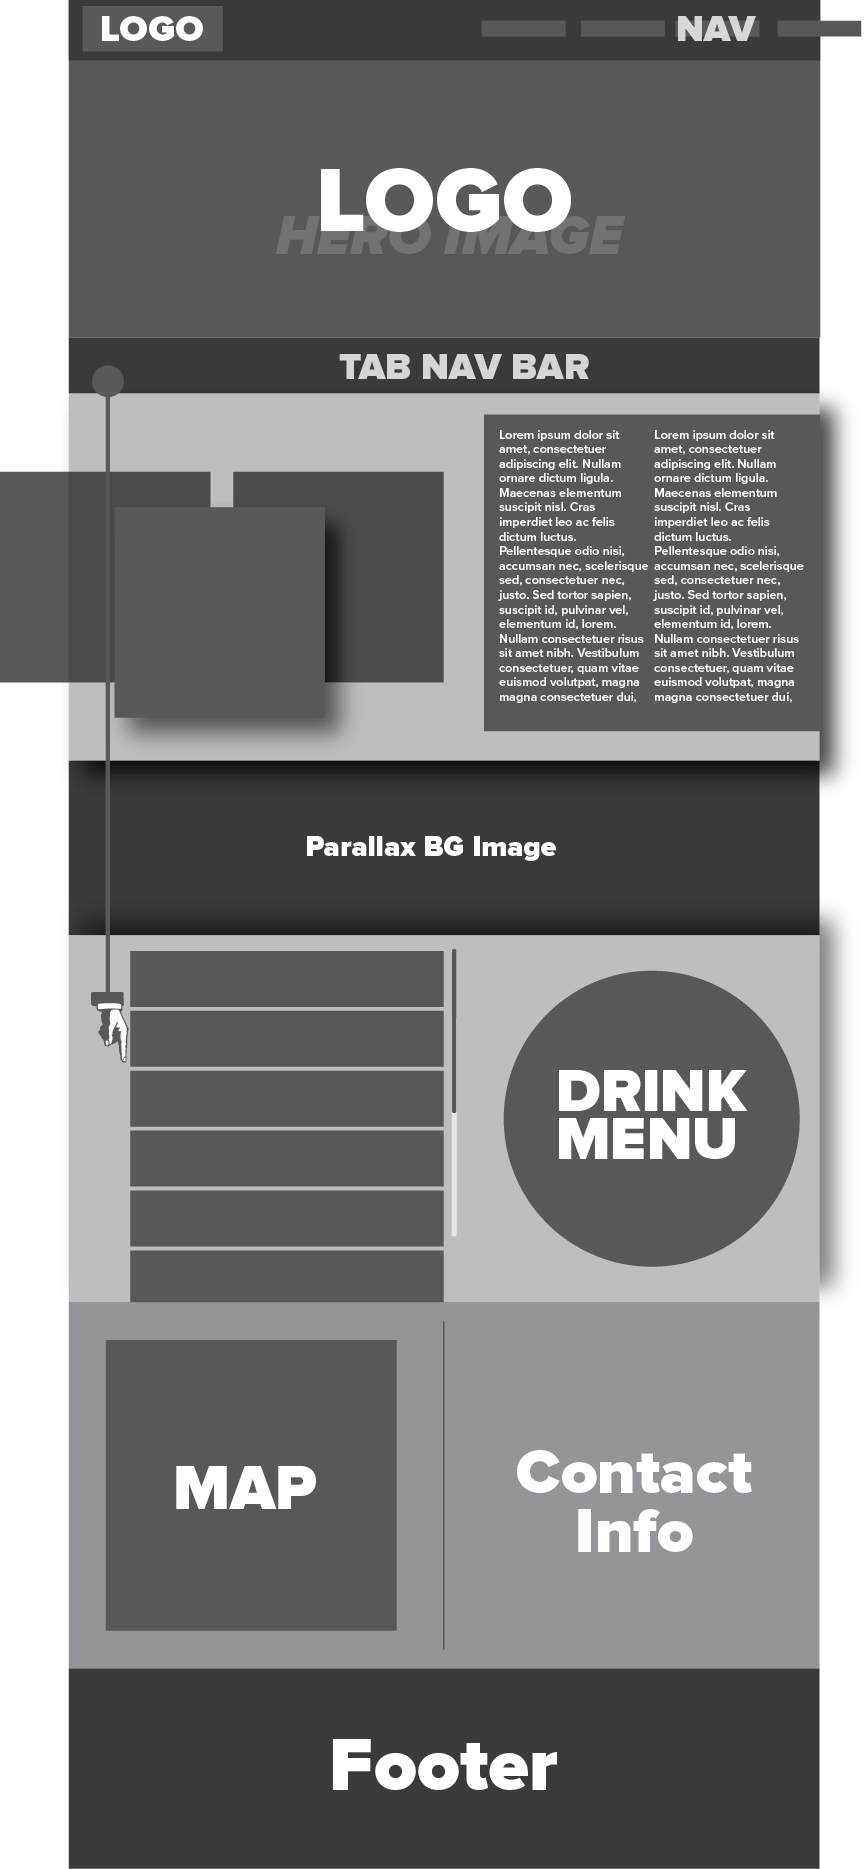 LOGO
NAV
LOGO
HERO IMAGE
TAB NAV BAR
Lorem ipsum dolor sit
amet, consectetuer
adipiscing elit. Nullam
ornare dictum ligula.
Maecenas elementum
suscipit nisl. Cras
imperdiet leo ac felis
dictum luctus.
Pellentesque odio nisi,
accumsan nec, scelerisque
sed, consectetuer nec,
justo. Sed tortor sapien,
suscipit id, pulvinar vel,
elementum id, lorem.
Nullam consectetuer risus
sit amet nibh. Vestibulum
consectetuer, quam vitae
euismod volutpat, magna
magna consectetuer dui,
Lorem ipsum dolor sit
amet, consectetuer
adipiscing elit. Nullam
ornare dictum ligula.
Maecenas elementum
suscipit nisl. Cras
imperdiet leo ac felis
dictum luctus.
Pellentesque odio nisi,
accumsan nec, scelerisque
sed, consectetuer nec,
justo. Sed tortor sapien,
suscipit id, pulvinar vel,
elementum id, lorem.
Nullam consectetuer risus
sit amet nibh. Vestibulum
consectetuer, quam vitae
euismod volutpat, magna
magna consectetuer dui,
Parallax BG Image
DRINK
MENU
MAP
Contact
Info
Footer